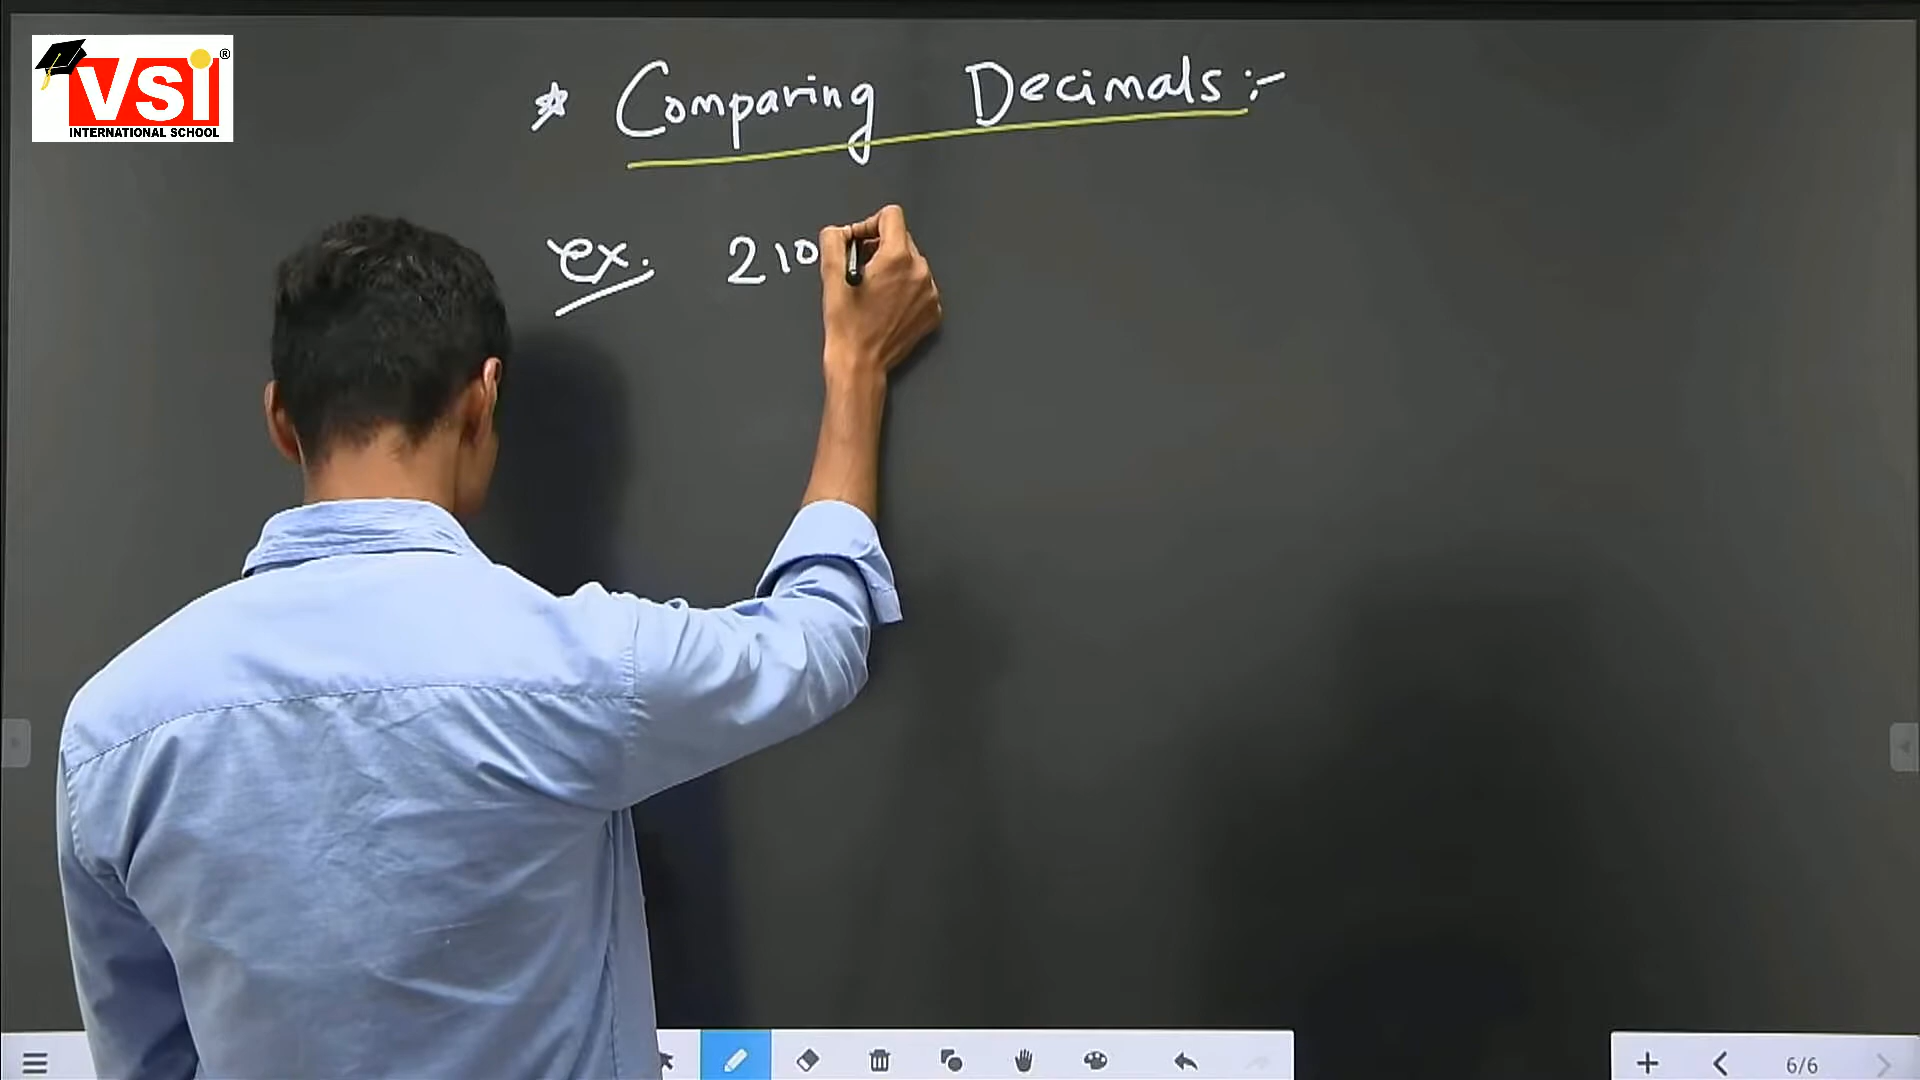 VSI ®
INTERNATIONAL SCHOOL
* Comparing Decimals:-
ex. 210
6/6